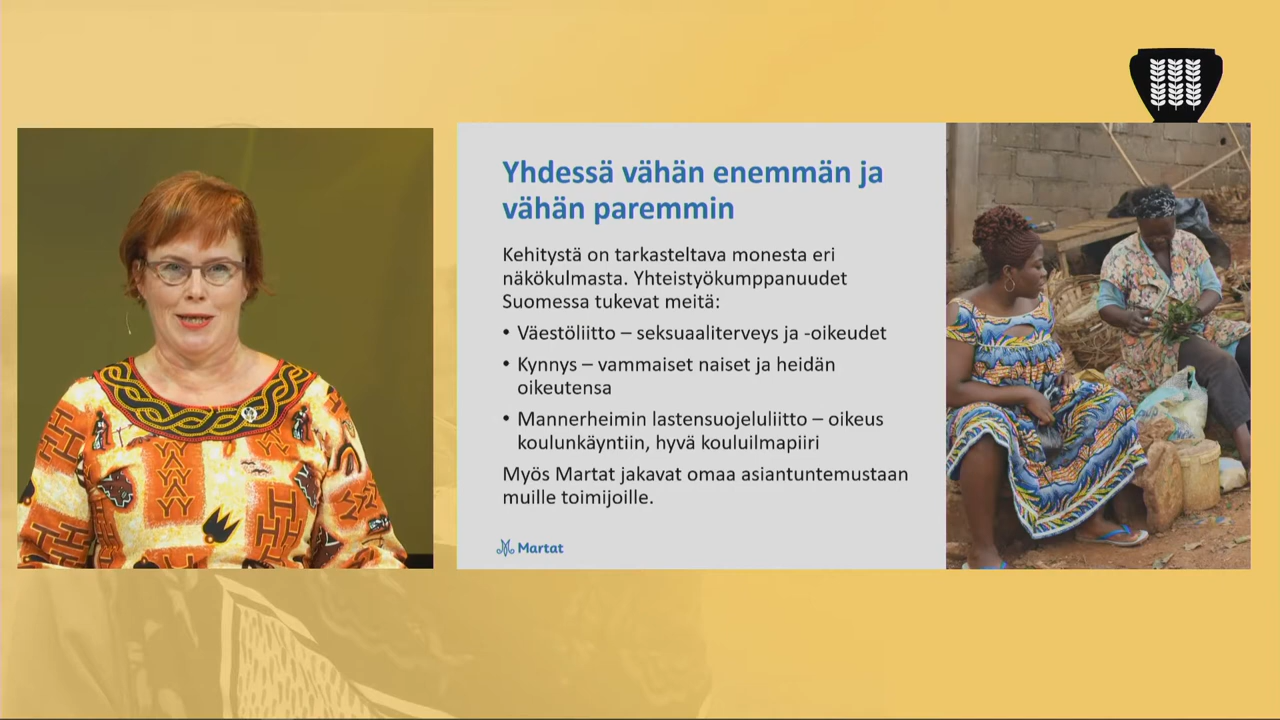 Yhdessä vähän enemmän ja
vähän paremmin
Kehitystä on tarkasteltava monesta eri
näkökulmasta. Yhteistyökumppanuudet
Suomessa tukevat meitä:
• Väestöliitto – seksuaaliterveys ja -oikeudet
• Kynnys – vammaiset naiset ja heidän
oikeutensa
• Mannerheimin lastensuojeluliitto – oikeus
koulunkäyntiin, hyvä kouluilmapiiri
Myös Martat jakavat omaa asiantuntemustaan
muille toimijoille.
Martat